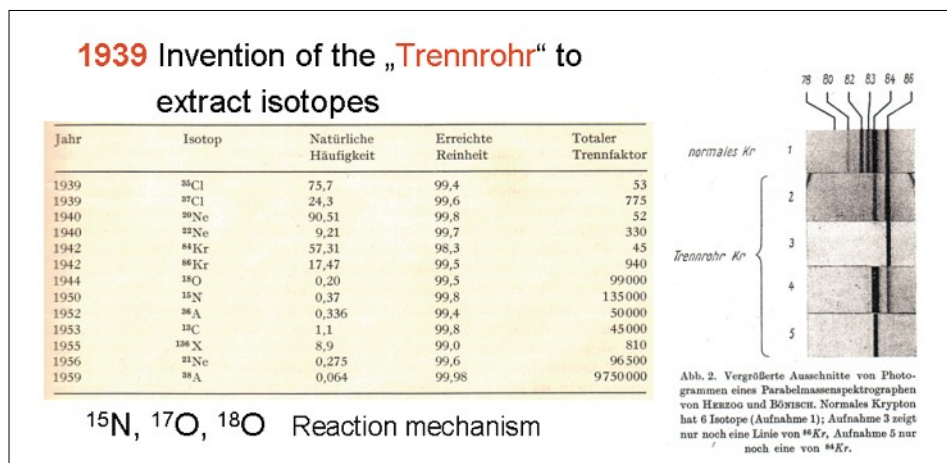 1939 Invention of the „Trennrohr“ to
extract isotopes
Jahr Isotop Natürliche Häufigkeit Erreichte Reinheit Totaler Trennfaktor
1939 ³⁵Cl 75,7 99,4 53
1939 ³⁷Cl 24,3 99,6 775
1940 ²⁰Ne 90,51 99,8 52
1940 ²²Ne 9,21 99,7 330
1942 ⁸⁴Kr 57,31 98,3 45
1942 ⁸⁶Kr 17,47 99,5 940
1944 ¹⁸O 0,20 99,5 99000
1950 ¹⁵N 0,37 99,8 135000
1952 ³⁶A 0,336 99,4 50000
1953 ¹³C 1,1 99,8 45000
1955 ¹³⁶X 8,9 99,0 810
1956 ²¹Ne 0,275 99,6 96500
1959 ³⁸A 0,064 99,98 9750000
¹⁵N, ¹⁷O, ¹⁸O Reaction mechanism
78 80 82 83 84 86
normales Kr 1
2
3
Trennrohr Kr
4
5
Abb. 2. Vergrößerte Ausschnitte von Photo-
grammen eines Parabelmassenspektrographen
von HERZOG und BÖNISCH. Normales Krypton
hat 6 Isotope (Aufnahme 1); Aufnahme 3 zeigt
nur noch eine Linie von ⁸⁶Kr, Aufnahme 5 nur
noch eine von ⁸⁴Kr.